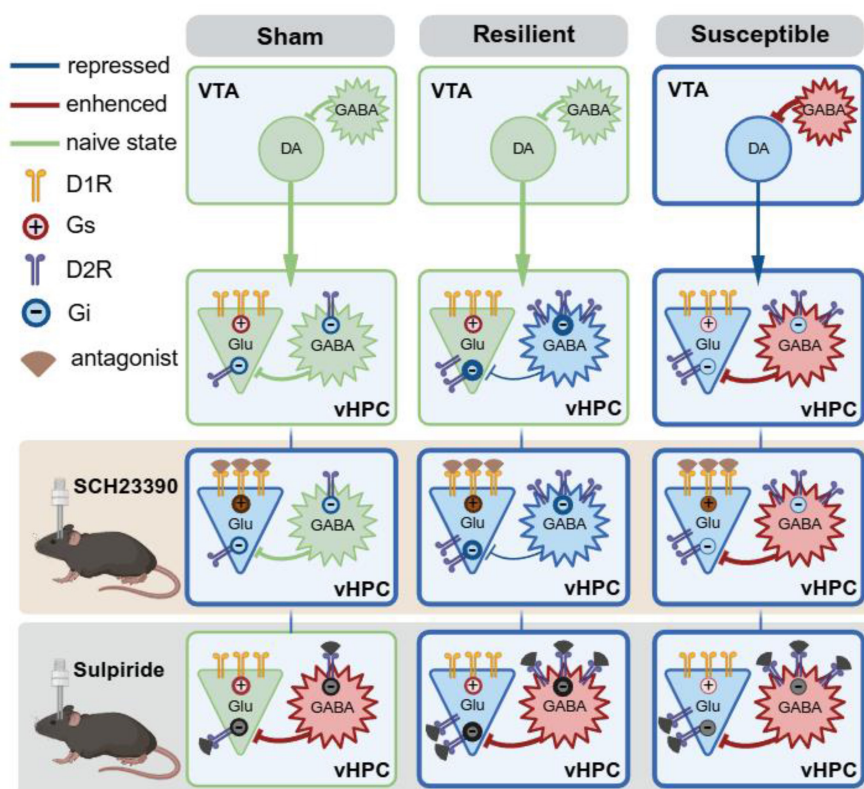 Sham
Resilient
Susceptible
repressed
enhenced
naive state
D1R
Gs
D2R
Gi
antagonist
VTA
GABA
DA
VTA
GABA
DA
VTA
GABA
DA
+
Glu
-
-
GABA
vHPC
+
Glu
-
-
GABA
vHPC
+
Glu
-
-
GABA
vHPC
SCH23390
+
Glu
-
-
GABA
vHPC
+
Glu
-
-
GABA
vHPC
+
Glu
-
-
GABA
vHPC
Sulpiride
+
Glu
-
-
GABA
vHPC
+
Glu
-
-
GABA
vHPC
+
Glu
-
-
GABA
vHPC